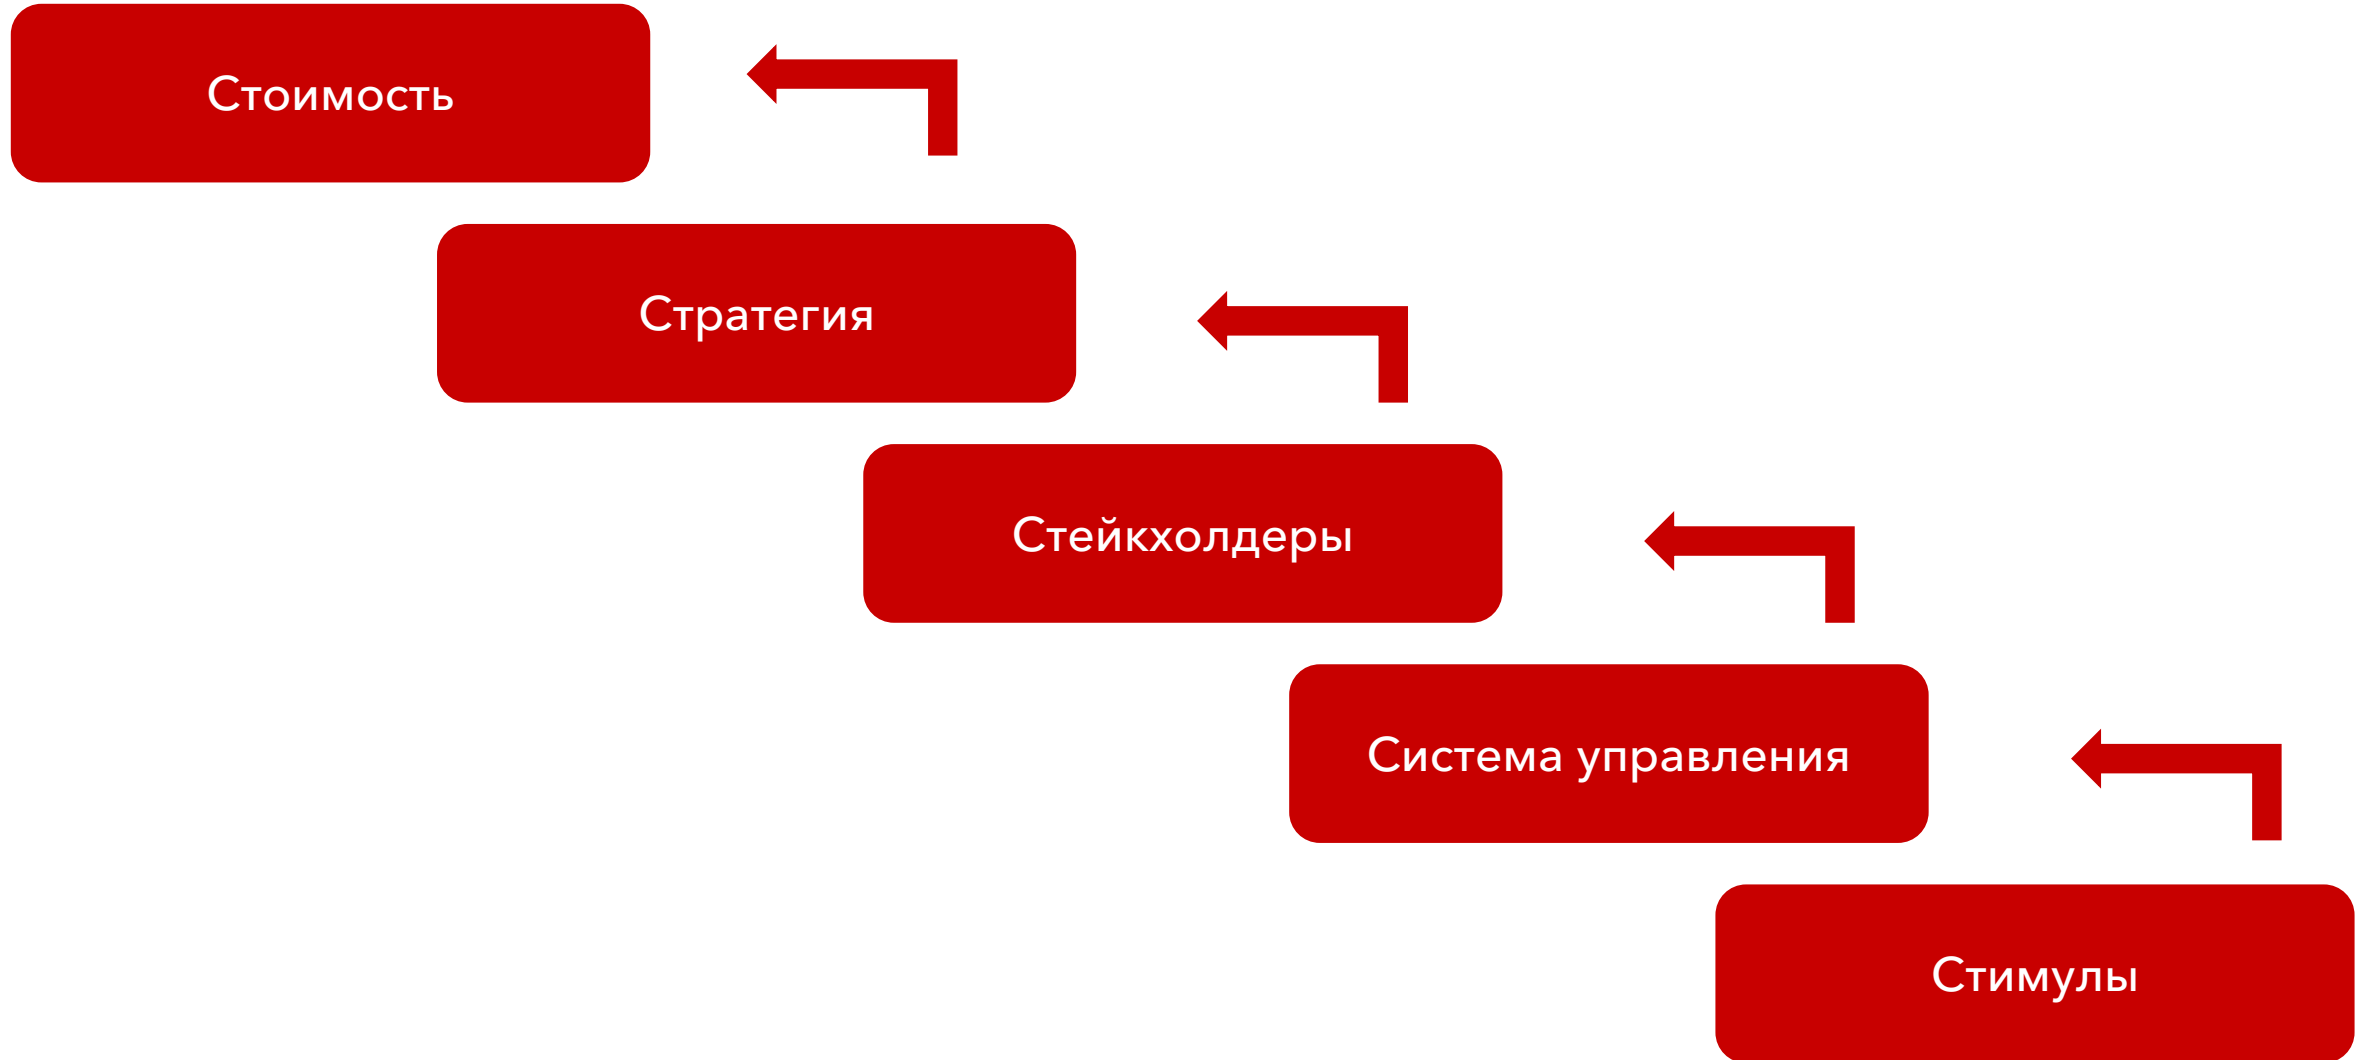 Стоимость
Стратегия
Стейкхолдеры
Система управления
Стимулы